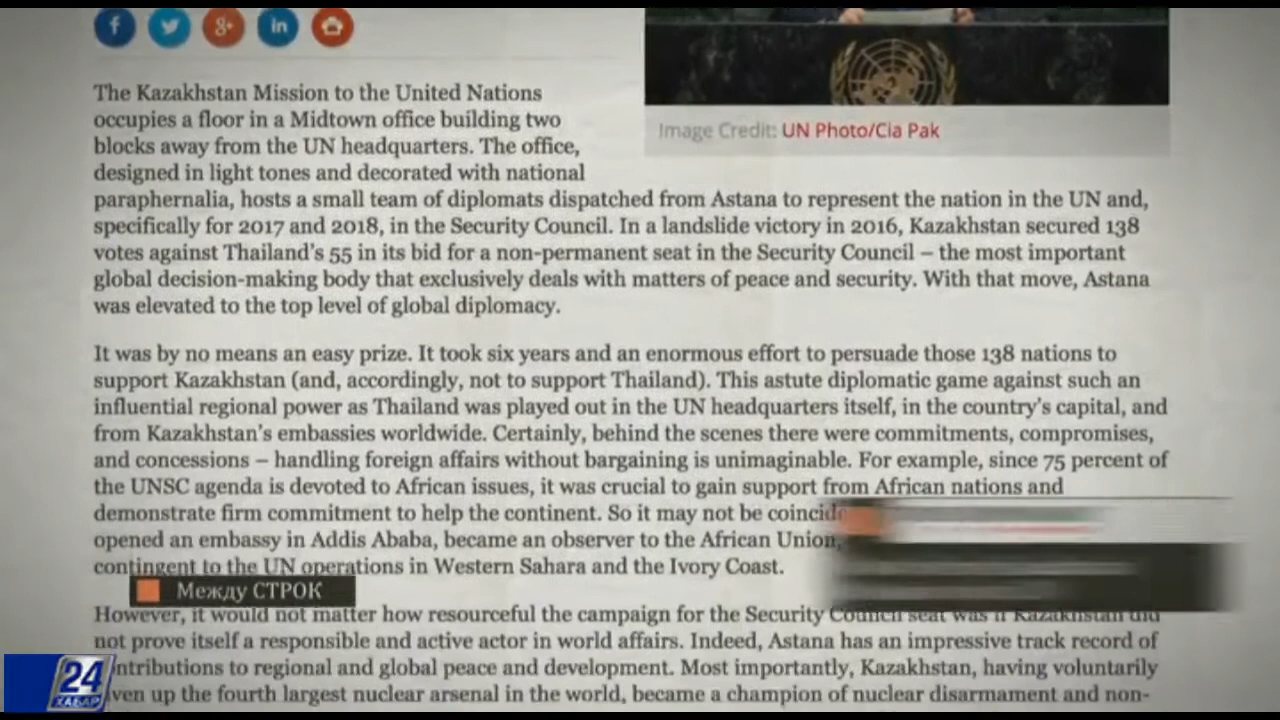 f
g+
in
The Kazakhstan Mission to the United Nations
occupies a floor in a Midtown office building two
blocks away from the UN headquarters. The office,
designed in light tones and decorated with national
Image Credit: UN Photo/Cia Pak
paraphernalia, hosts a small team of diplomats dispatched from Astana to represent the nation in the UN and,
specifically for 2017 and 2018, in the Security Council. In a landslide victory in 2016, Kazakhstan secured 138
votes against Thailand's 55 in its bid for a non-permanent seat in the Security Council – the most important
global decision-making body that exclusively deals with matters of peace and security. With that move, Astana
was elevated to the top level of global diplomacy.
It was by no means an easy prize. It took six years and an enormous effort to persuade those 138 nations to
support Kazakhstan (and, accordingly, not to support Thailand). This astute diplomatic game against such an
influential regional power as Thailand was played out in the UN headquarters itself, in the country's capital, and
from Kazakhstan's embassies worldwide. Certainly, behind the scenes there were commitments, compromises,
and concessions – handling foreign affairs without bargaining is unimaginable. For example, since 75 percent of
the UNSC agenda is devoted to African issues, it was crucial to gain support from African nations and
demonstrate firm commitment to help the continent. So it may not be
opened an embassy in Addis Ababa, became an observer to the African Union,
contingent to the UN operations in Western Sahara and the Ivory Coast.
Между СТРОК
However, it would not matter how resourceful the campaign for the Security Council seat was if Kazakhstan did
not prove itself a responsible and active actor in world affairs. Indeed, Astana has an impressive track record of
ntributions to regional and global peace and development. Most importantly, Kazakhstan, having voluntarily
ven up the fourth largest nuclear arsenal in the world, became a champion of nuclear disarmament and non-
24
ХАБАР